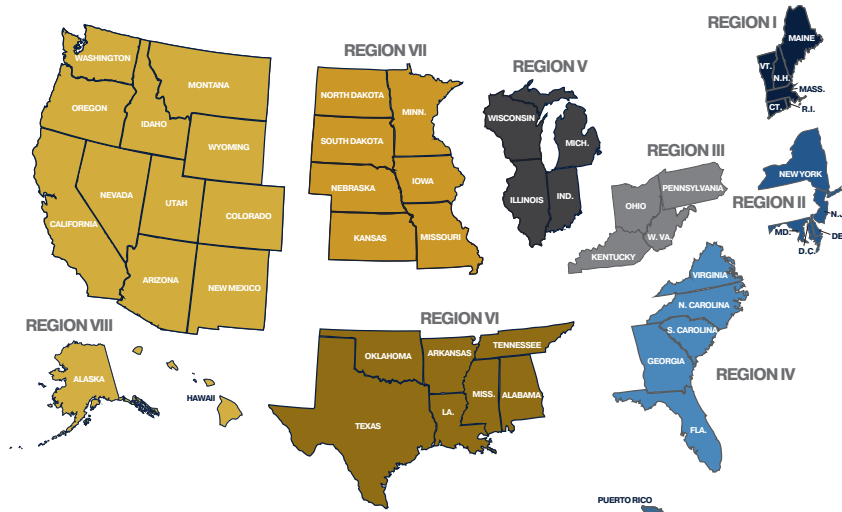 REGION I
MAINE
VT.
N.H.
MASS.
CT.
R.I.
REGION VII
NORTH DAKOTA
MINN.
SOUTH DAKOTA
NEBRASKA
IOWA
KANSAS
MISSOURI
REGION V
WISCONSIN
MICH.
ILLINOIS
IND.
WASHINGTON
MONTANA
OREGON
IDAHO
WYOMING
NEVADA
UTAH
COLORADO
CALIFORNIA
ARIZONA
NEW MEXICO
REGION VIII
ALASKA
HAWAII
REGION III
PENNSYLVANIA
OHIO
W. VA.
KENTUCKY
NEW YORK
REGION II
N.J.
MD.
DE
D.C.
VIRGINIA
N. CAROLINA
S. CAROLINA
GEORGIA
REGION IV
FLA.
REGION VI
TENNESSEE
OKLAHOMA
ARKANSAS
MISS.
ALABAMA
LA.
TEXAS
PUERTO RICO